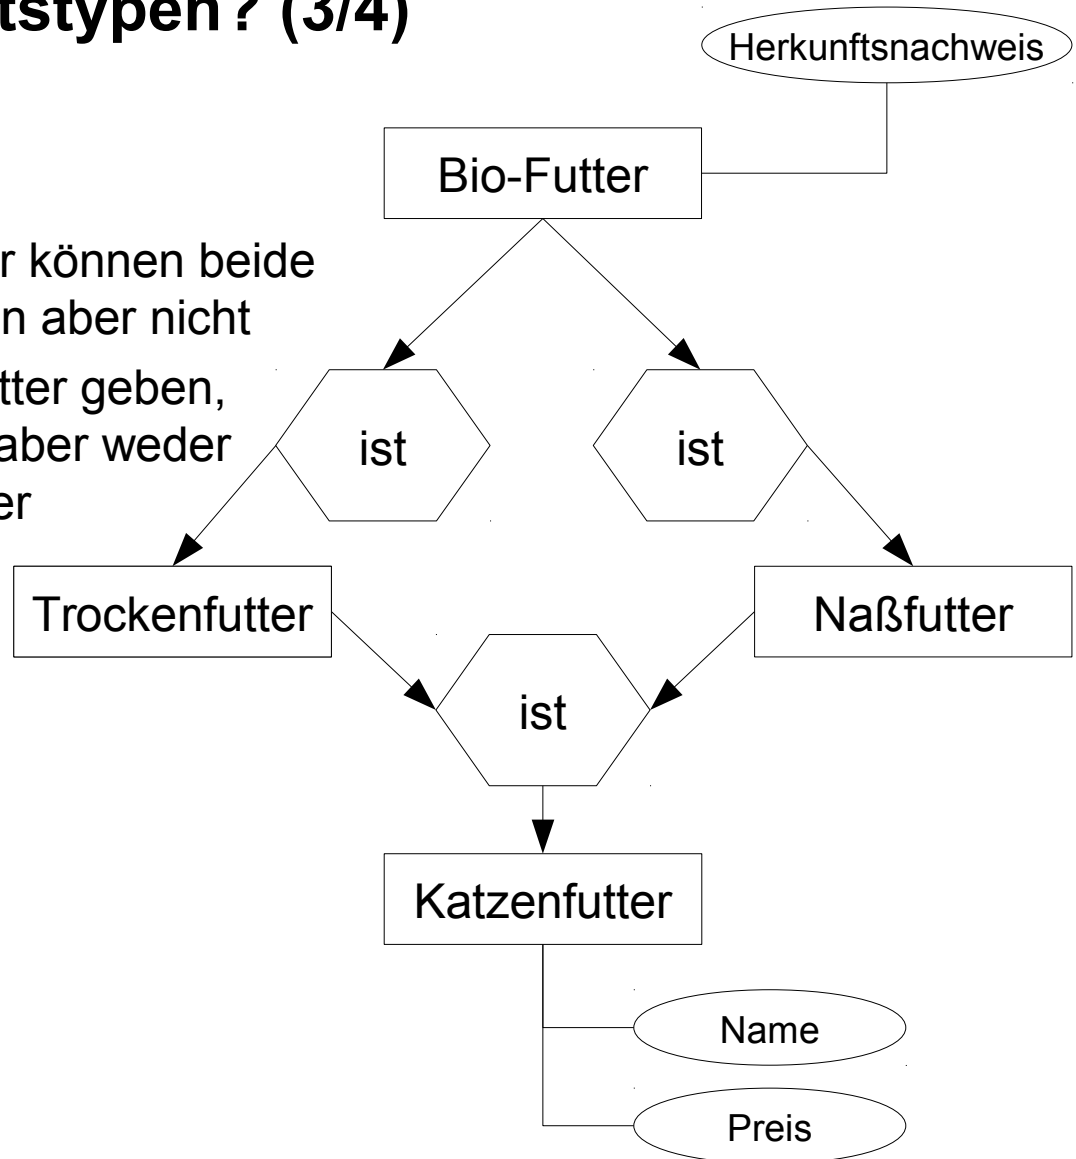 tstypen? (3/4)
Herkunftsnachweis
Bio-Futter
r können beide
n aber nicht
tter geben,
aber weder
er
ist
ist
Trockenfutter
Naßfutter
ist
Katzenfutter
Name
Preis